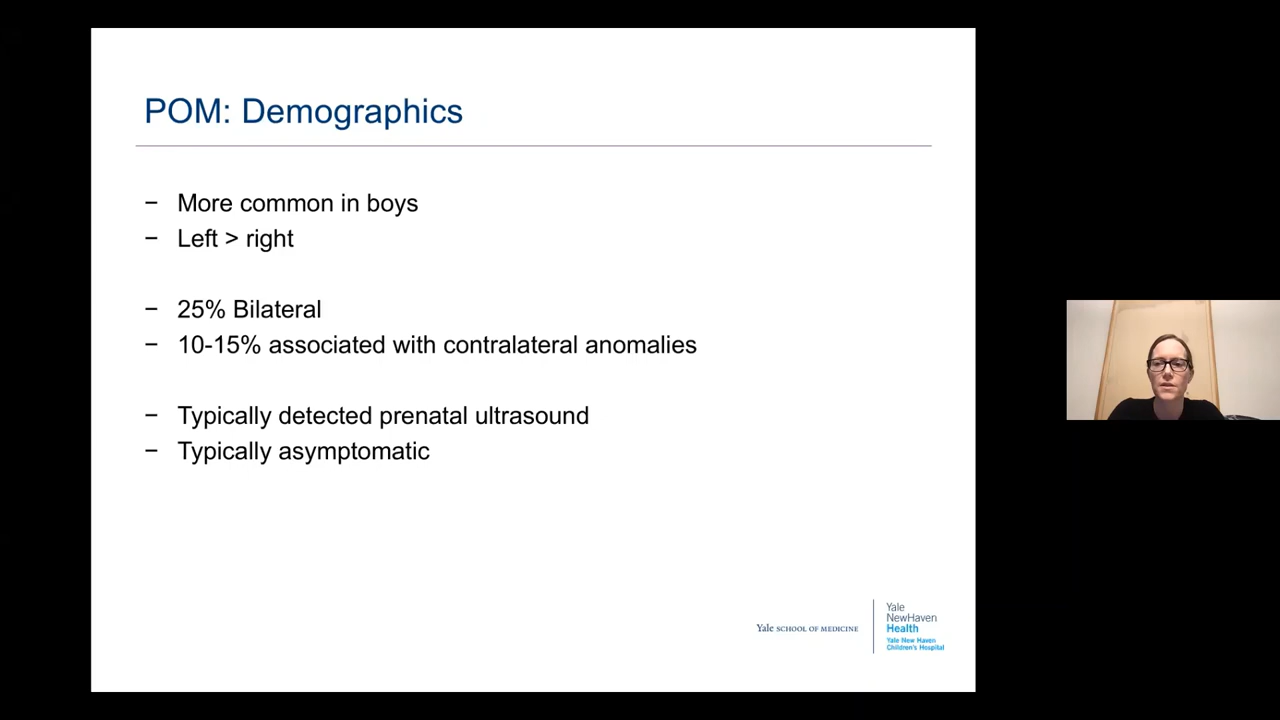 POM: Demographics
− More common in boys
− Left > right
− 25% Bilateral
− 10-15% associated with contralateral anomalies
− Typically detected prenatal ultrasound
− Typically asymptomatic
Yale SCHOOL OF MEDICINE
Yale
NewHaven
Health
Yale New Haven
Children's Hospital